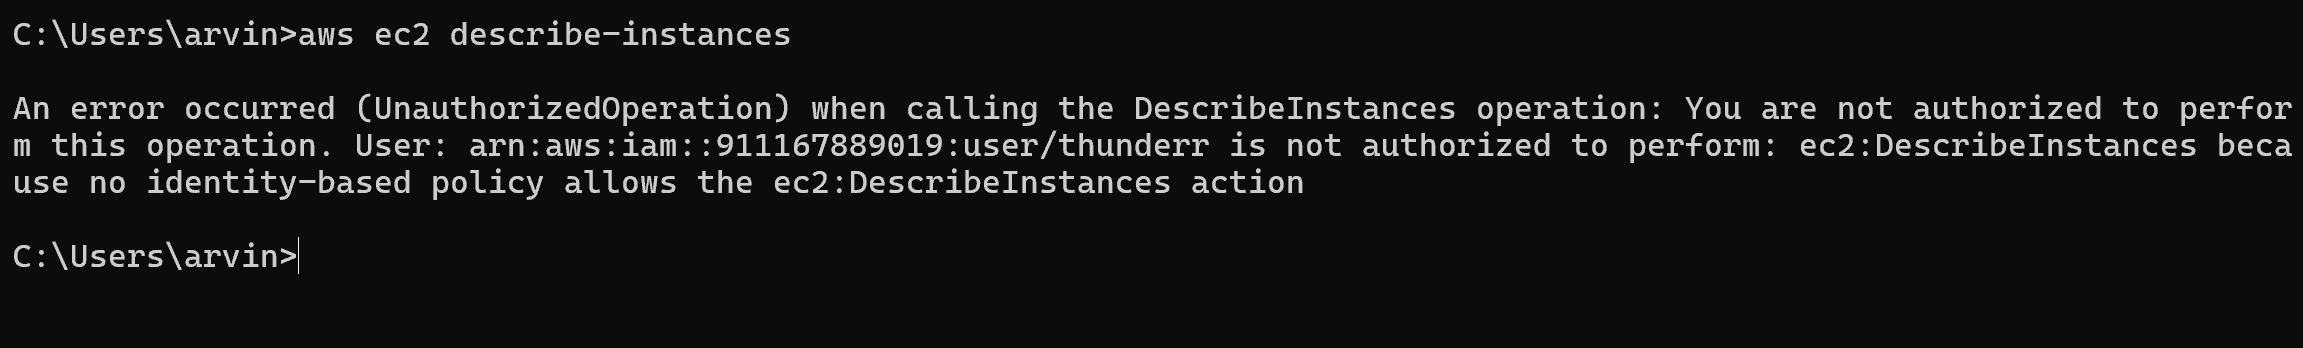 C:\Users\arvin>aws ec2 describe-instances
An error occurred (UnauthorizedOperation) when calling the DescribeInstances operation: You are not authorized to perfor
m this operation. User: arn:aws:iam::911167889019:user/thunderr is not authorized to perform: ec2:DescribeInstances beca
use no identity-based policy allows the ec2:DescribeInstances action
C:\Users\arvin>